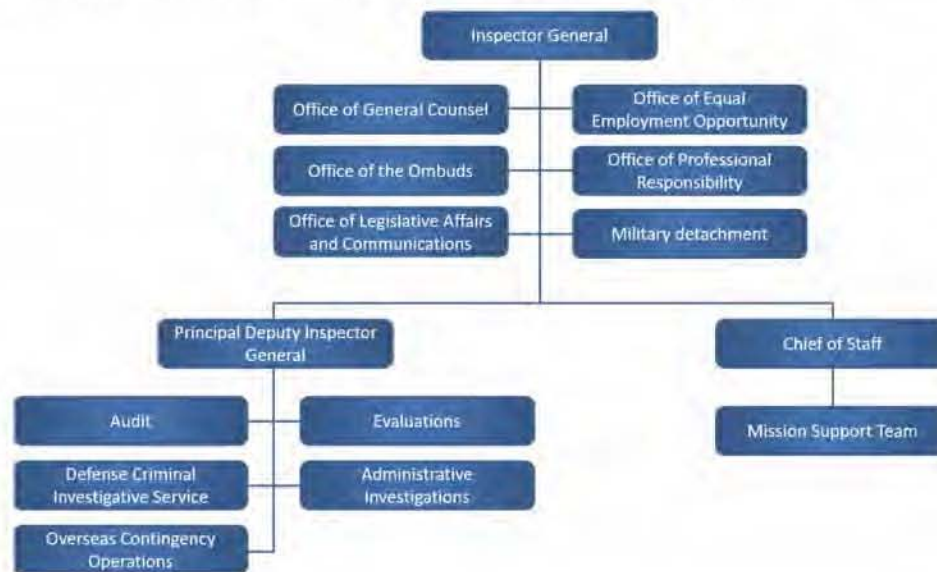 Inspector General
Office of General Counsel
Office of Equal
Employment Opportunity
Office of the Ombuds
Office of Professional
Responsibility
Office of Legislative Affairs
and Communications
Military detachment
Principal Deputy Inspector
General
Chief of Staff
Audit
Evaluations
Mission Support Team
Defense Criminal
Investigative Service
Administrative
Investigations
Overseas Contingency
Operations